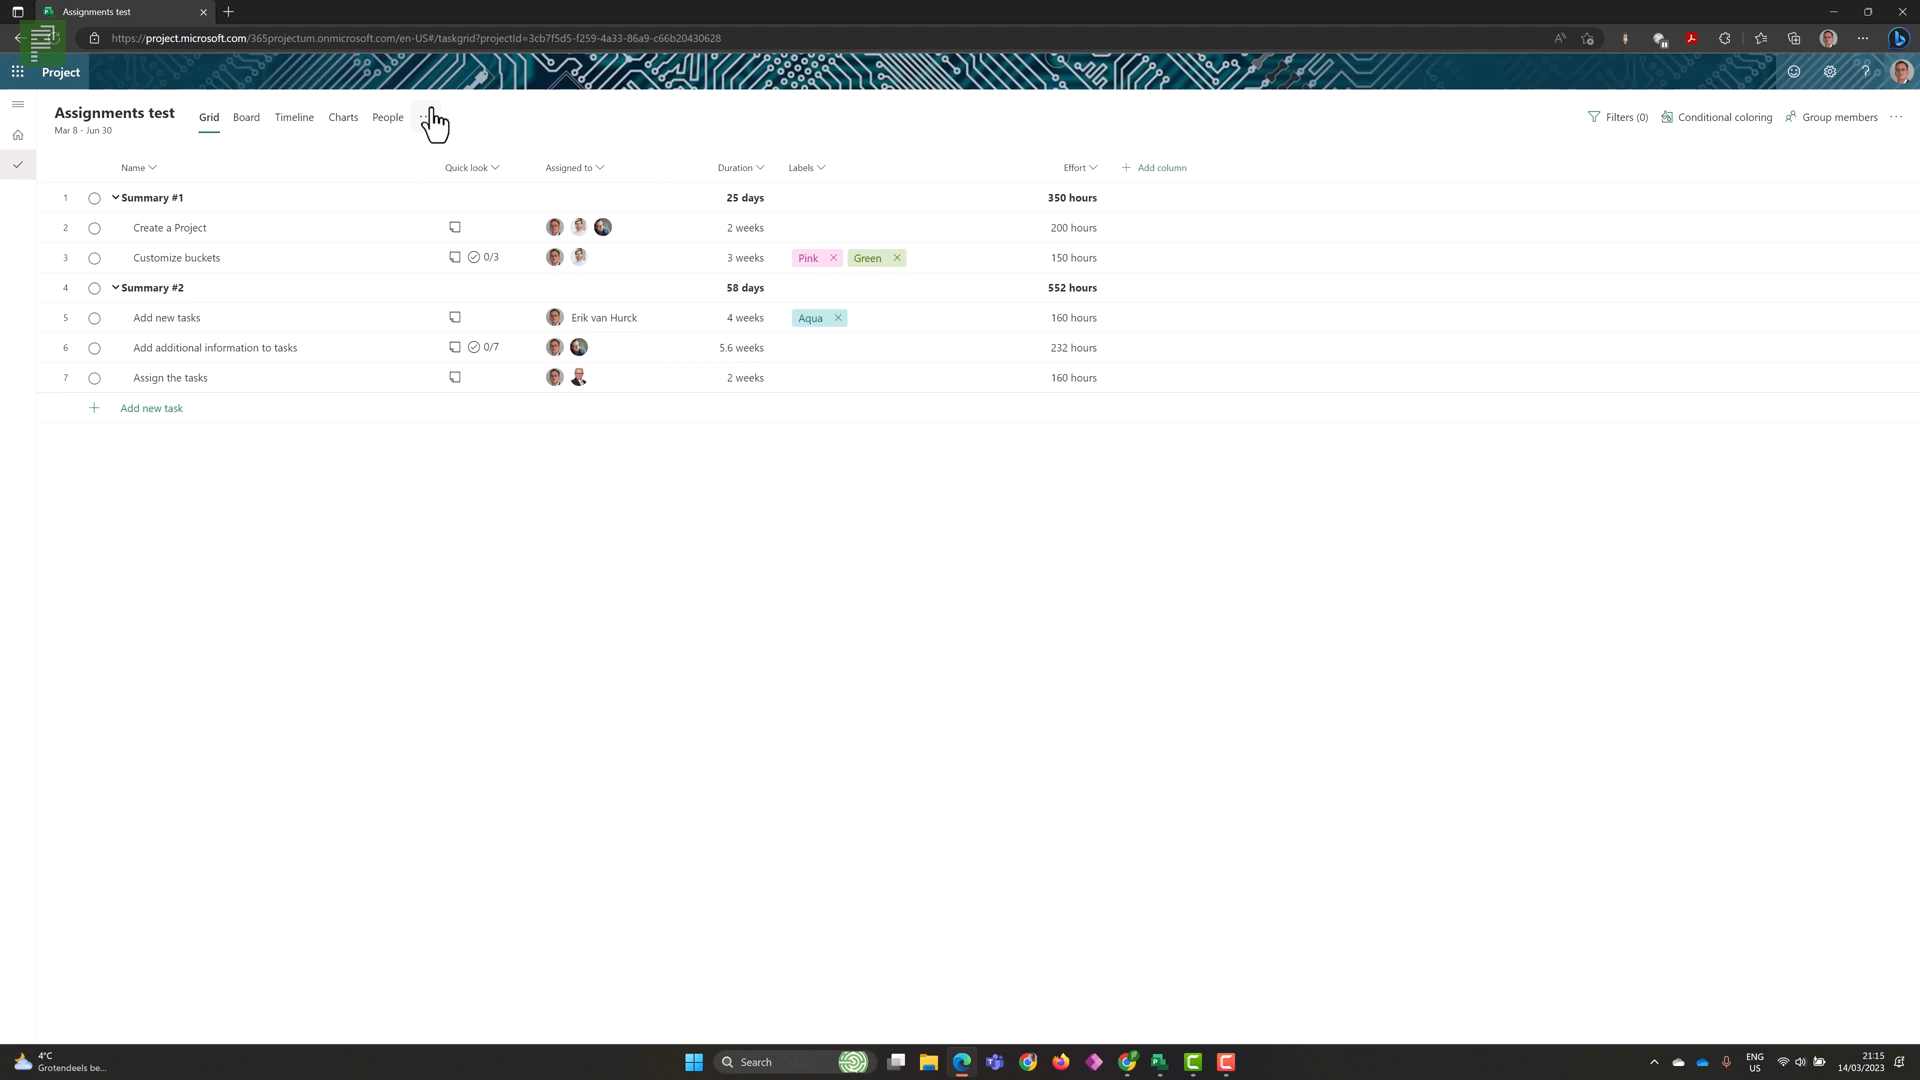 Assignments test
https://project.microsoft.com/365projectum.onmicrosoft.com/en-US#/taskgrid?projectId=3cb7f5d5-f259-4a33-86a9-c66b20430628
Project
Assignments test
Mar 8 - Jun 30
Grid Board Timeline Charts People
Filters (0) Conditional coloring Group members
Name Quick look Assigned to Duration Labels Effort Add column
1 Summary #1 25 days 350 hours
2 Create a Project 2 weeks 200 hours
3 Customize buckets 0/3 3 weeks Pink Green 150 hours
4 Summary #2 58 days 552 hours
5 Add new tasks Erik van Hurck 4 weeks Aqua 160 hours
6 Add additional information to tasks 0/7 5.6 weeks 232 hours
7 Assign the tasks 2 weeks 160 hours
Add new task
4°C
Grotendeels be...
Search
ENG
US
21:15
14/03/2023